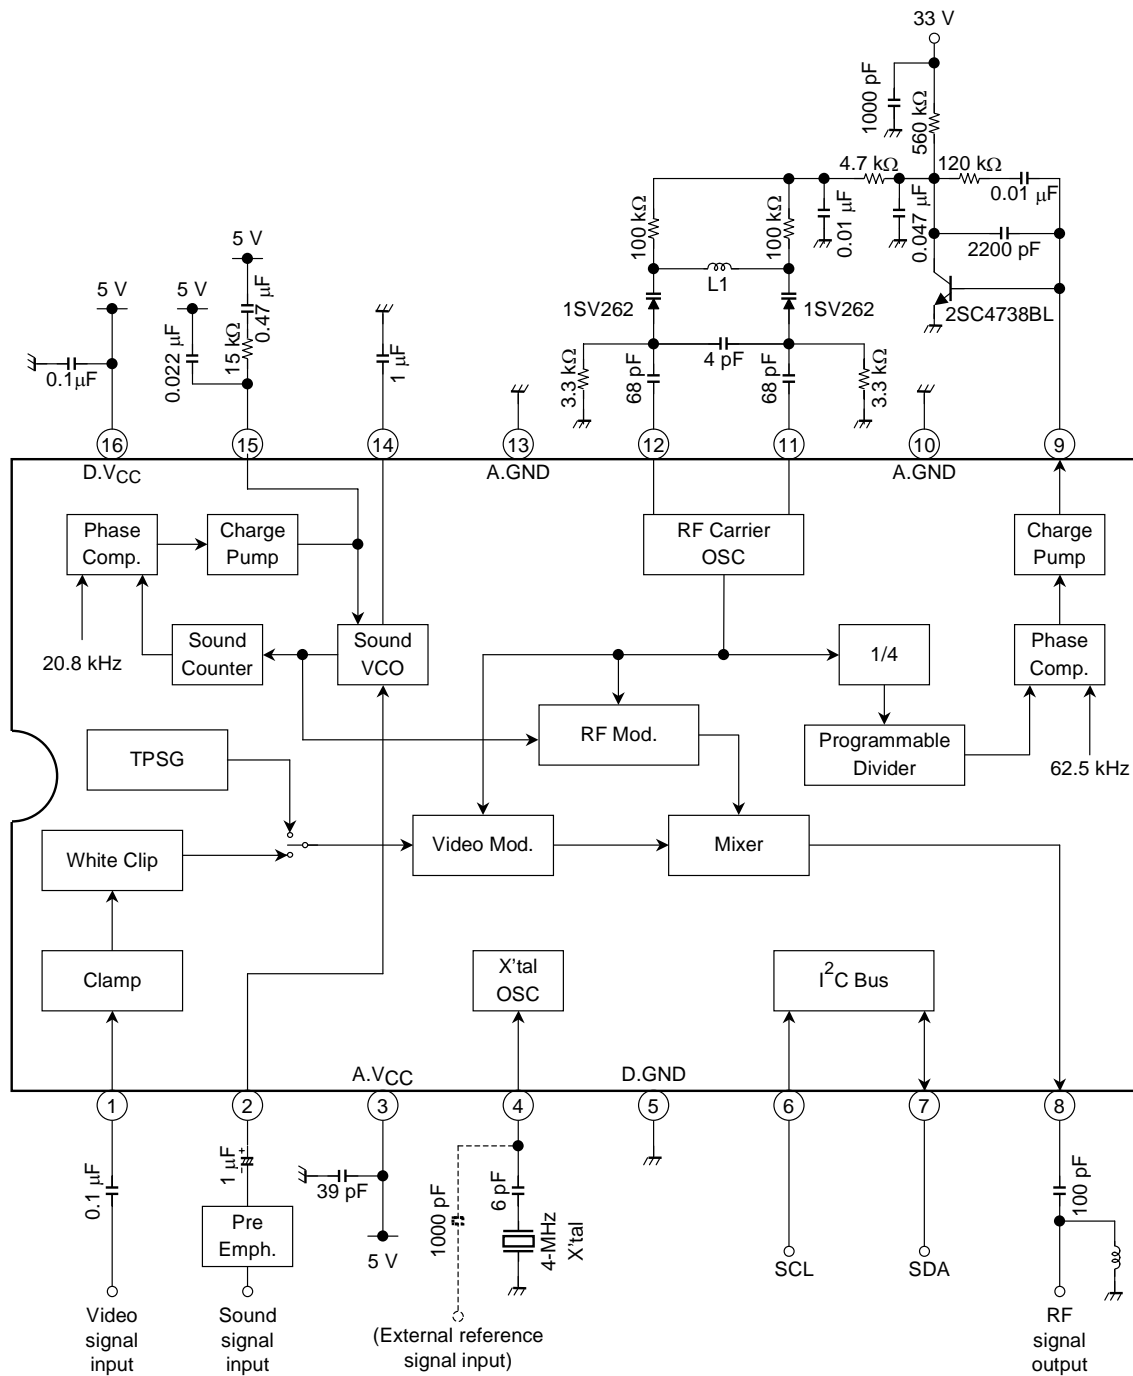 33 V
1000 pF
560 kΩ
4.7 kΩ
120 kΩ
0.01 μF
0.01 μF
0.047 μF
2200 pF
100 kΩ
100 kΩ
L1
1SV262
1SV262
2SC4738BL
5 V
5 V
5 V
0.47 μF
15 kΩ
0.022 μF
0.1μF
1 μF
3.3 kΩ
68 pF
4 pF
68 pF
3.3 kΩ
16
15
14
13
12
11
10
9
D.VCC
A.GND
A.GND
Phase
Comp.
Charge
Pump
RF Carrier
OSC
Charge
Pump
20.8 kHz
Sound
Counter
Sound
VCO
1/4
Phase
Comp.
TPSG
RF Mod.
Programmable
Divider
62.5 kHz
White Clip
Video Mod.
Mixer
Clamp
X'tal
OSC
I2C Bus
A.VCC
D.GND
1
2
3
4
5
6
7
8
0.1 μF
1 μF
+
Pre
Emph.
39 pF
5 V
1000 pF
6 pF
4-MHz
X'tal
100 pF
SCL
SDA
Video
signal
input
Sound
signal
input
(External reference
signal input)
RF
signal
output